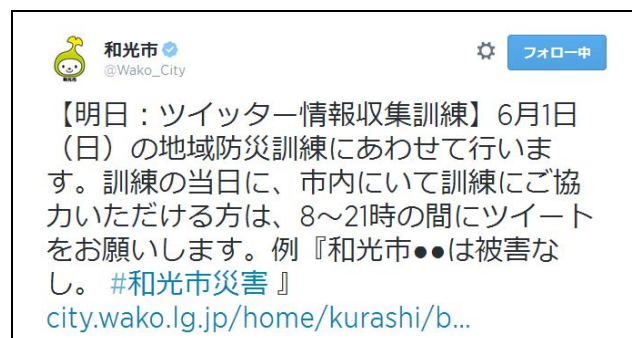 和光市
@Wako_City
フォロー中
【明日：ツイッター情報収集訓練】6月1日
（日）の地域防災訓練にあわせて行いま
す。訓練の当日に、市内にいて訓練にご協
力いただける方は、8〜21時の間にツイート
をお願いします。例『和光市●●は被害な
し。 #和光市災害 』
city.wako.lg.jp/home/kurashi/b...